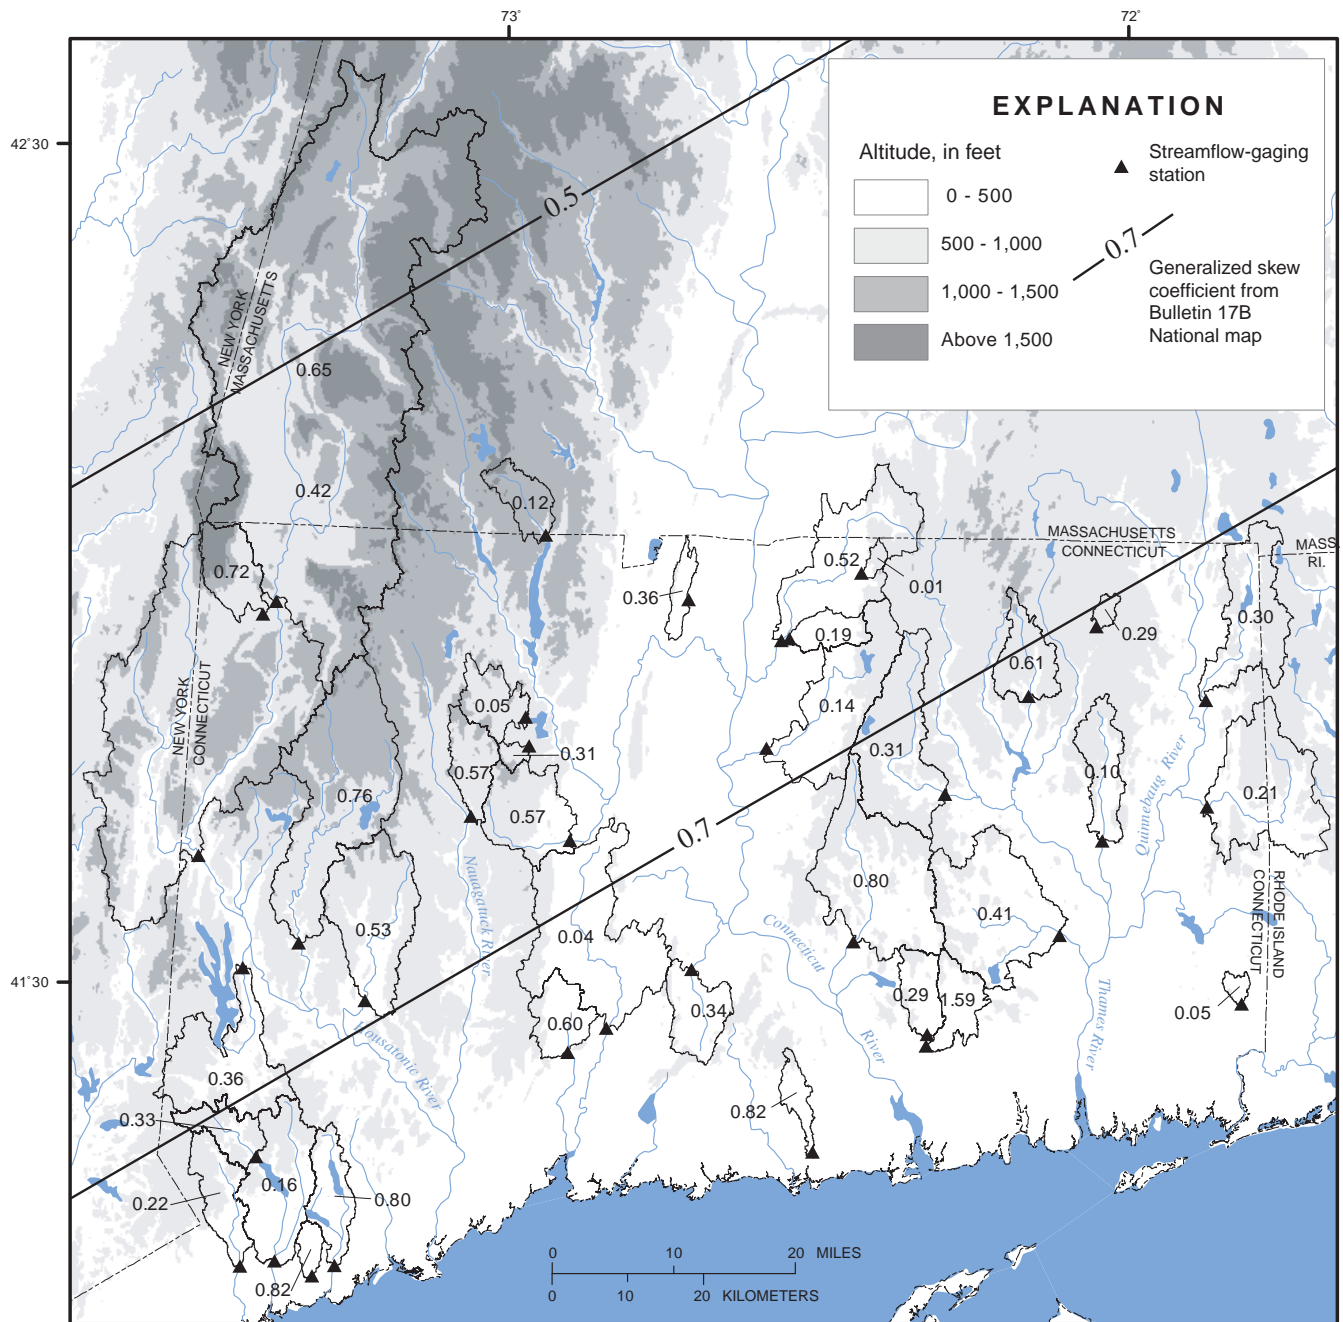 73°
72°
42°30
41°30
EXPLANATION
Altitude, in feet
0 - 500
500 - 1,000
1,000 - 1,500
Above 1,500
Streamflow-gaging
station
0.7
Generalized skew
coefficient from
Bulletin 17B
National map
0.5
NEW YORK
MASSACHUSETTS
0.65
0.42
0.12
0.72
MASSACHUSETTS
CONNECTICUT
MASS.
RI.
0.52
0.01
0.36
0.19
0.29
0.30
0.61
NEW YORK
CONNECTICUT
0.05
0.14
0.31
0.31
0.57
0.10
Quinnebaug River
0.21
0.76
0.57
0.7
Nauagatuck River
0.80
0.41
RHODE ISLAND
CONNECTICUT
0.53
0.04
Connecticut
River
Thames River
0.29
1.59
0.34
0.60
0.05
Housatonic River
0.36
0.33
0.82
0.16
0.22
0.80
0.82
0 10 20 MILES
0 10 20 KILOMETERS